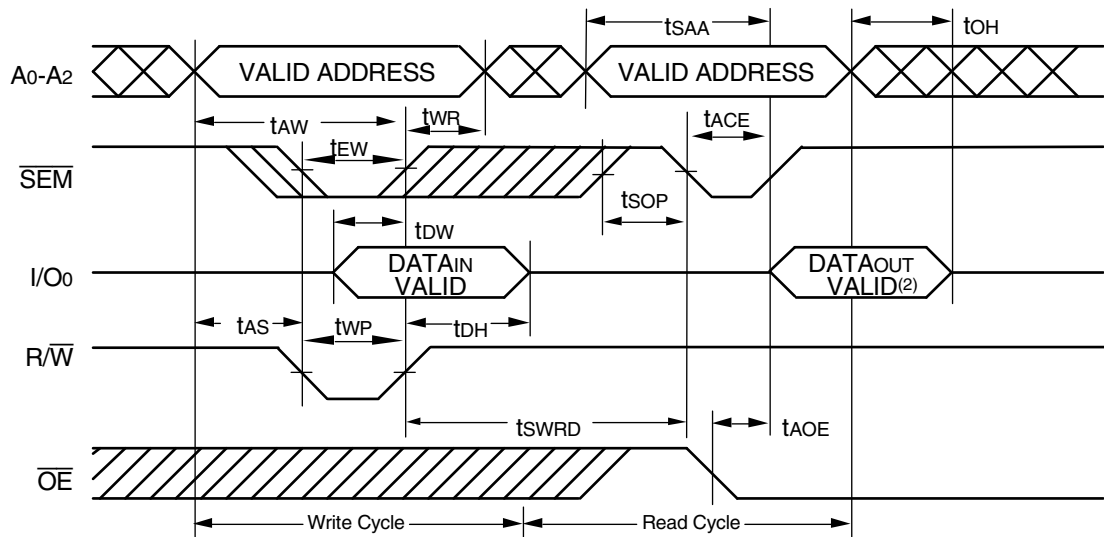 tSAA
tOH
A0-A2
VALID ADDRESS
VALID ADDRESS
tAW
tWR
tACE
SEM
tEW
tSOP
tDW
I/O0
DATAIN
VALID
DATAOUT
VALID(2)
tAS
tWP
tDH
R/W
tSWRD
tAOE
OE
Write Cycle
Read Cycle